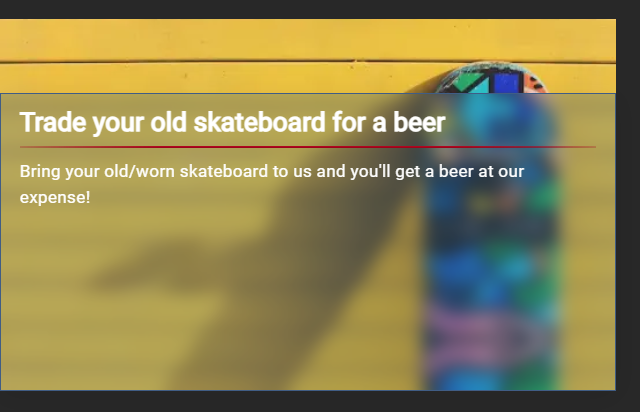 Trade your old skateboard for a beer
Bring your old/worn skateboard to us and you'll get a beer at our
expense!